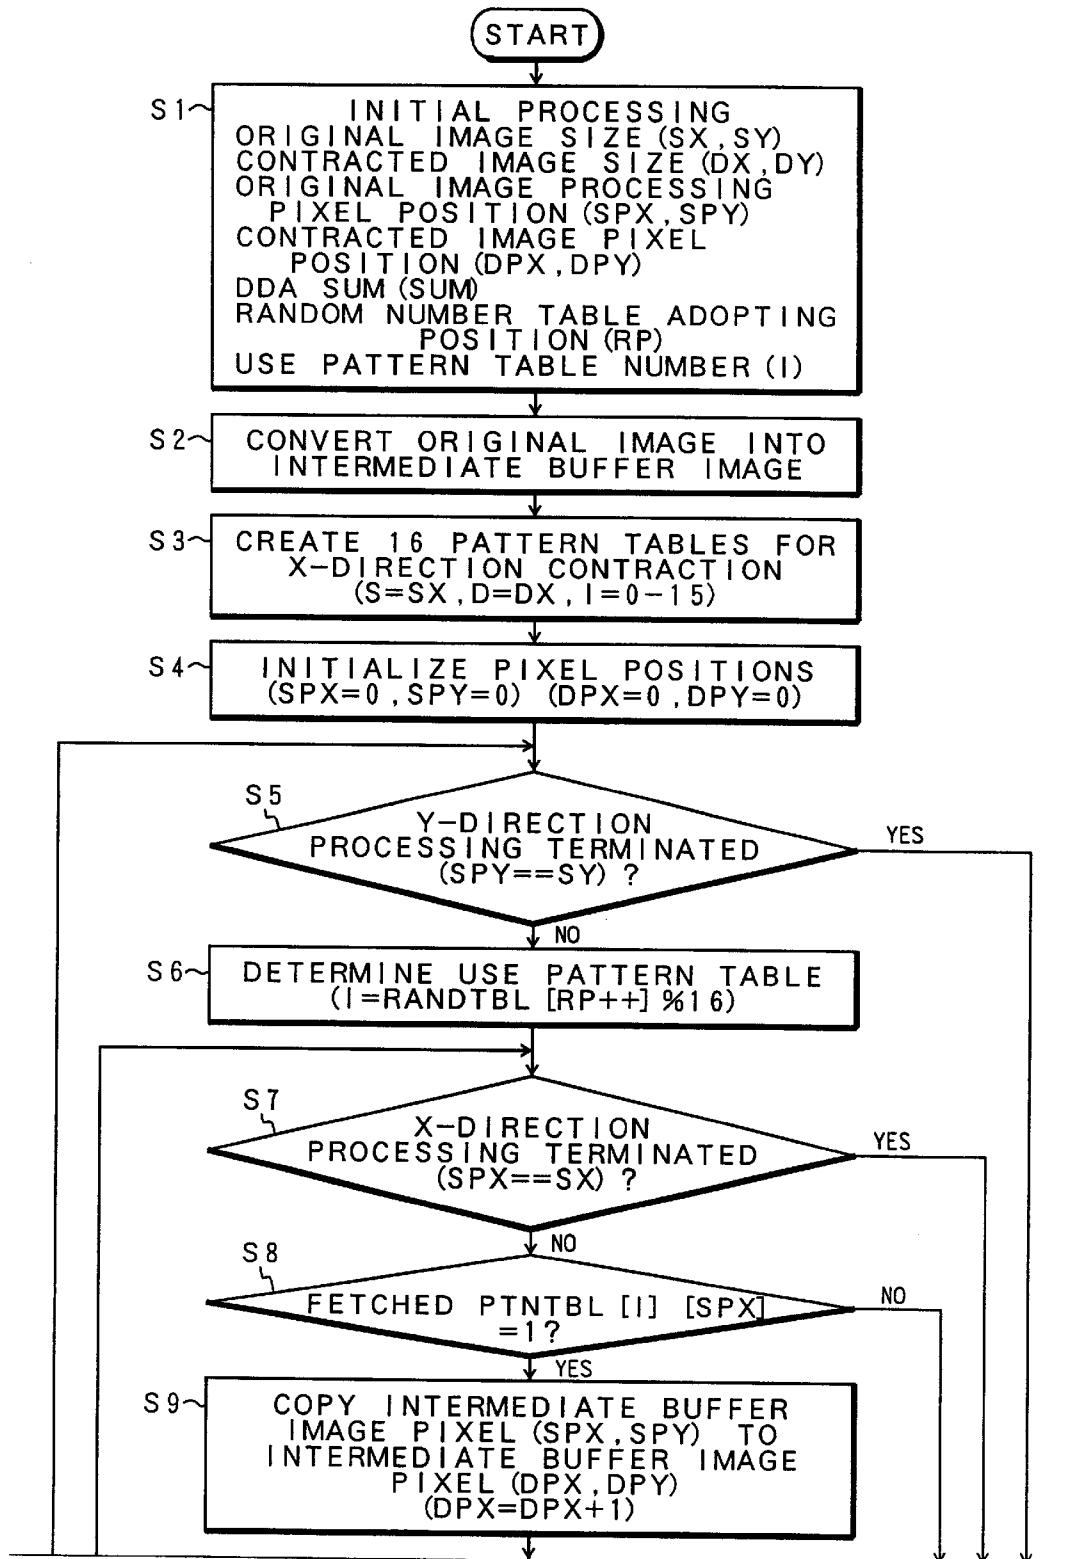 START
S1
INITIAL PROCESSING
ORIGINAL IMAGE SIZE (SX,SY)
CONTRACTED IMAGE SIZE (DX,DY)
ORIGINAL IMAGE PROCESSING
PIXEL POSITION (SPX,SPY)
CONTRACTED IMAGE PIXEL
POSITION (DPX,DPY)
DDA SUM (SUM)
RANDOM NUMBER TABLE ADOPTING
POSITION (RP)
USE PATTERN TABLE NUMBER (I)
S2
CONVERT ORIGINAL IMAGE INTO
INTERMEDIATE BUFFER IMAGE
S3
CREATE 16 PATTERN TABLES FOR
X-DIRECTION CONTRACTION
(S=SX,D=DX,I=0-15)
S4
INITIALIZE PIXEL POSITIONS
(SPX=0,SPY=0) (DPX=0,DPY=0)
S5
Y-DIRECTION
PROCESSING TERMINATED
(SPY==SY) ?
YES
NO
S6
DETERMINE USE PATTERN TABLE
(I=RANDTBL [RP++] %16)
S7
X-DIRECTION
PROCESSING TERMINATED
(SPX==SX) ?
YES
NO
S8
FETCHED PTNTBL [I] [SPX]
=1?
NO
YES
S9
COPY INTERMEDIATE BUFFER
IMAGE PIXEL (SPX,SPY) TO
INTERMEDIATE BUFFER IMAGE
PIXEL (DPX,DPY)
(DPX=DPX+1)